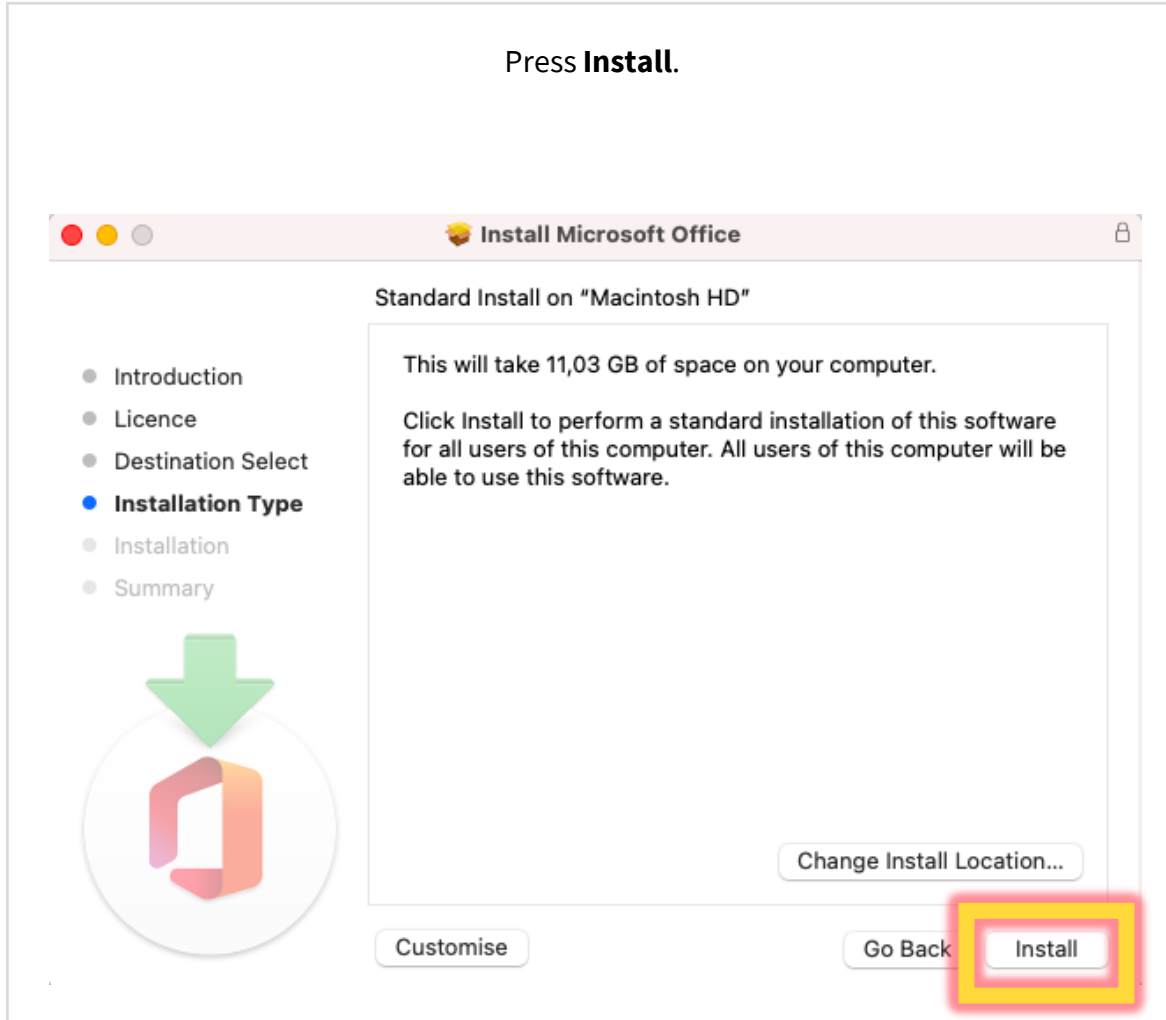 Press Install.
Install Microsoft Office
Standard Install on “Macintosh HD”
Introduction
Licence
Destination Select
Installation Type
Installation
Summary
This will take 11,03 GB of space on your computer.
Click Install to perform a standard installation of this software
for all users of this computer. All users of this computer will be
able to use this software.
Change Install Location...
Customise
Go Back
Install